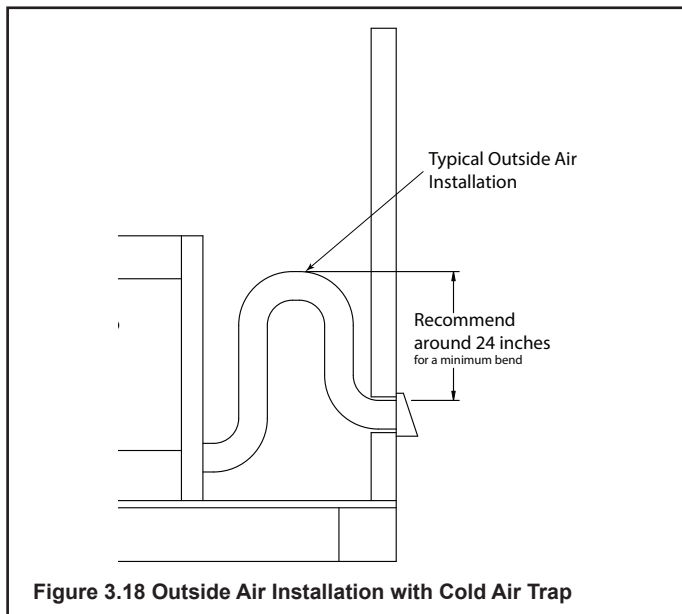 Typical Outside Air
Installation
Recommend
around 24 inches
for a minimum bend
Figure 3.18 Outside Air Installation with Cold Air Trap